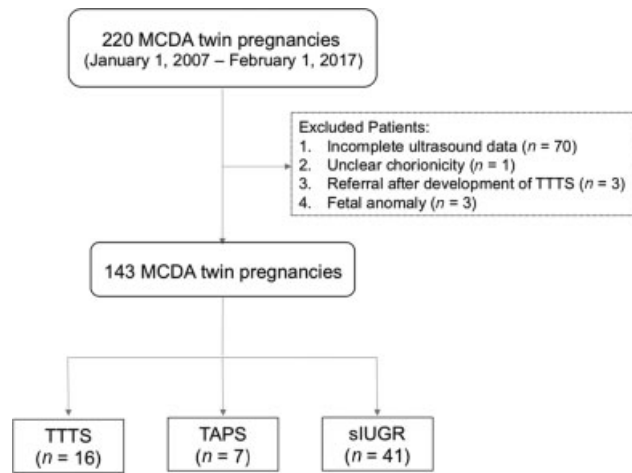 220 MCDA twin pregnancies
(January 1, 2007 – February 1, 2017)
Excluded Patients:
1. Incomplete ultrasound data (n = 70)
2. Unclear chorionicity (n = 1)
3. Referral after development of TTTS (n = 3)
4. Fetal anomaly (n = 3)
143 MCDA twin pregnancies
TTTS
(n = 16)
TAPS
(n = 7)
sIUGR
(n = 41)